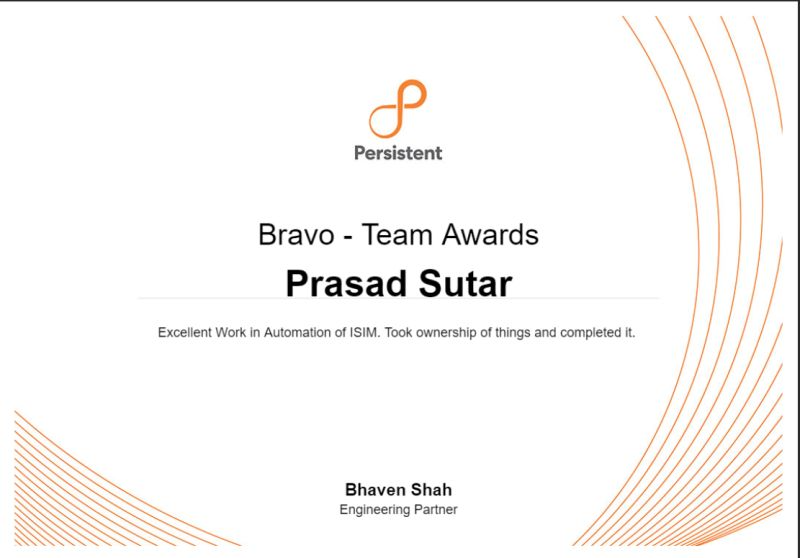 Persistent
Bravo - Team Awards
Prasad Sutar
Excellent Work in Automation of ISIM. Took ownership of things and completed it.
Bhaven Shah
Engineering Partner